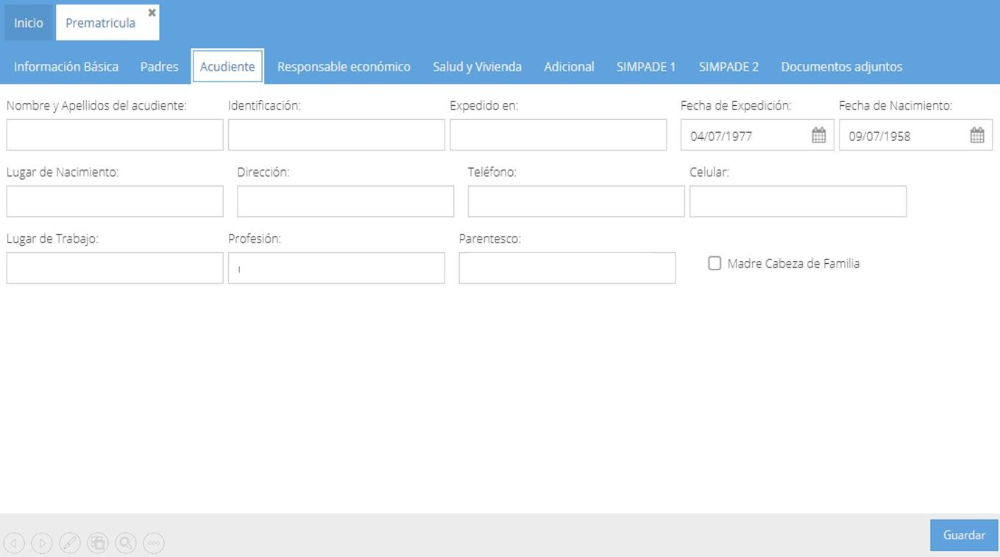 Inicio Prematricula
Información Básica Padres Acudiente Responsable económico Salud y Vivienda Adicional SIMPADE 1 SIMPADE 2 Documentos adjuntos
Nombre y Apellidos del acudiente: Identificación: Expedido en: Fecha de Expedición: Fecha de Nacimiento:
04/07/1977 09/07/1958
Lugar de Nacimiento: Dirección: Teléfono: Celular:
Lugar de Trabajo: Profesión: Parentesco:
Madre Cabeza de Familia
Guardar